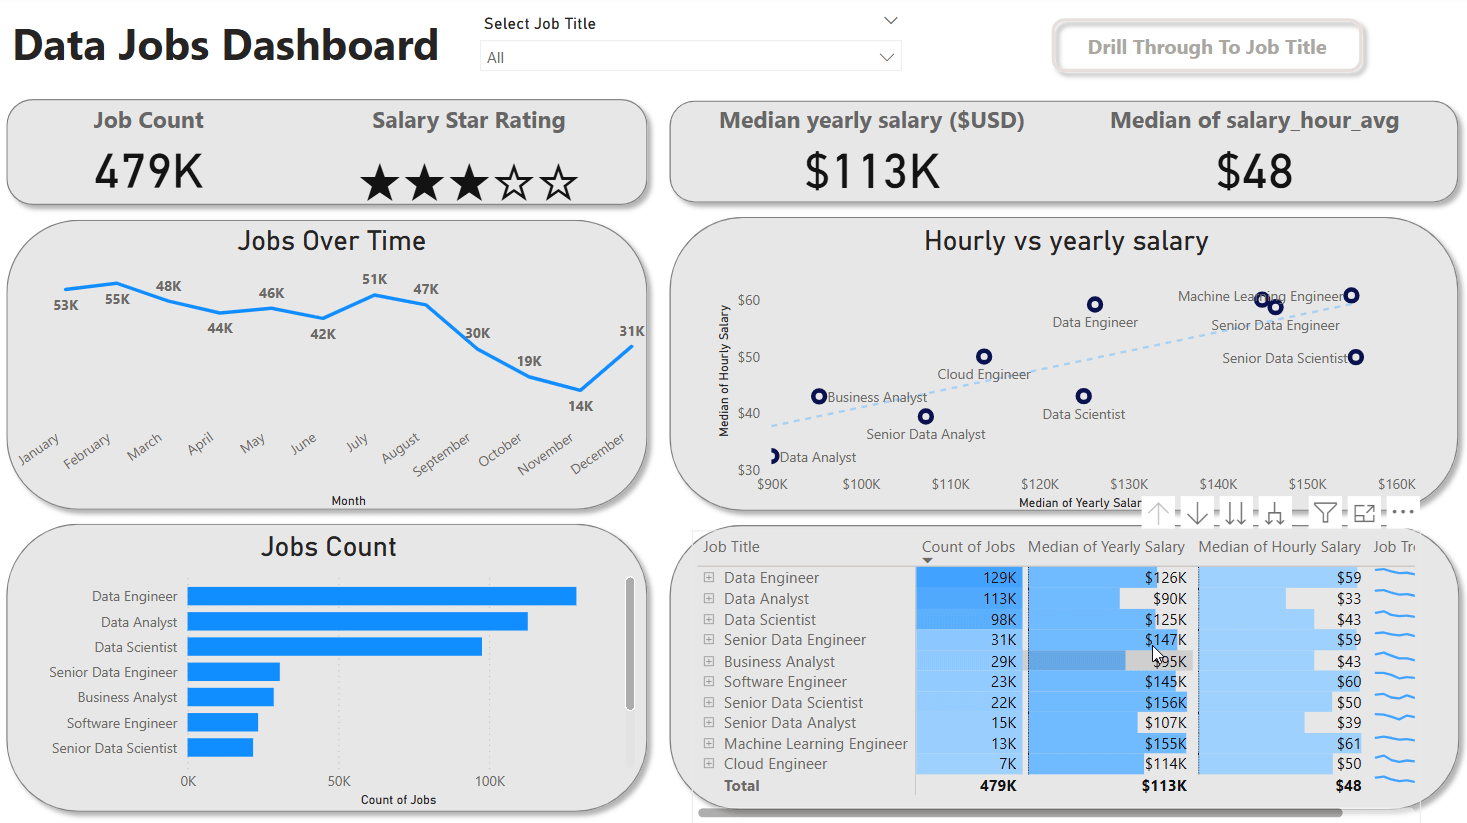 Data Jobs Dashboard
Select Job Title
All
Drill Through To Job Title
Job Count
479K
Salary Star Rating
★★★☆☆
Median yearly salary ($USD)
$113K
Median of salary_hour_avg
$48
Jobs Over Time
53K
55K
48K
44K
46K
42K
51K
47K
30K
19K
14K
31K
January
February
March
April
May
June
July
August
September
October
November
December
Month
Hourly vs yearly salary
Median of Hourly Salary
$60
$50
$40
$30
Machine Learning Engineer
Data Engineer
Senior Data Engineer
Cloud Engineer
Senior Data Scientist
Business Analyst
Data Scientist
Senior Data Analyst
Data Analyst
$90K $100K $110K $120K $130K $140K $150K $160K
Median of Yearly Salar
Jobs Count
Data Engineer
Data Analyst
Data Scientist
Senior Data Engineer
Business Analyst
Software Engineer
Senior Data Scientist
0K 50K 100K
Count of Jobs
Job Title Count of Jobs Median of Yearly Salary Median of Hourly Salary Job Tre
Data Engineer 129K $126K $59
Data Analyst 113K $90K $33
Data Scientist 98K $125K $43
Senior Data Engineer 31K $147K $59
Business Analyst 29K $95K $43
Software Engineer 23K $145K $60
Senior Data Scientist 22K $156K $50
Senior Data Analyst 15K $107K $39
Machine Learning Engineer 13K $155K $61
Cloud Engineer 7K $114K $50
Total 479K $113K $48